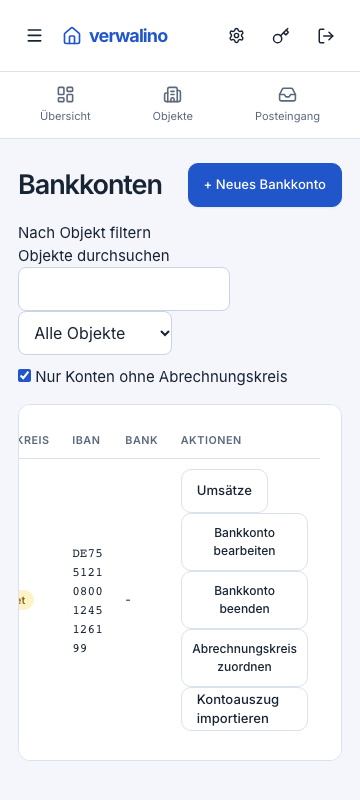 verwalino
Übersicht
Objekte
Posteingang
Bankkonten
+ Neues Bankkonto
Nach Objekt filtern
Objekte durchsuchen
Alle Objekte
Nur Konten ohne Abrechnungskreis
KREIS IBAN BANK AKTIONEN
et
DE75
5121
0800
1245
1261
99
-
Umsätze
Bankkonto
bearbeiten
Bankkonto
beenden
Abrechnungskreis
zuordnen
Kontoauszug
importieren